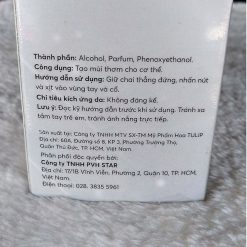 Thành phần: Alcohol, Parfum, Phenoxyethanol.
Công dụng: Tạo mùi thơm cho cơ thể.
Hướng dẫn sử dụng: Giữ chai thẳng đứng, nhấn nút
và xịt vào vùng tay và cổ.
Chỉ tiêu kích ứng da: Không đáng kể.
Lưu ý: Đọc kỹ hướng dẫn trước khi sử dụng. Tránh xa
tầm tay trẻ em, tránh ánh nắng trực tiếp.
Sản xuất tại: Công ty TNHH MTV SX-TM Mỹ Phẩm Hoa TULIP
Địa chỉ: 60A, Đường số 8, KP 3, Phường Trường Thọ,
Quận Thủ Đức, TP. HCM, Việt Nam.
Phân phối độc quyền bởi:
Công ty TNHH PVH STAR
Địa chỉ: 17/1B Vĩnh Viễn, Phường 2, Quận 10, TP. HCM,
Việt Nam.
Điện thoại: 028. 3835 5961